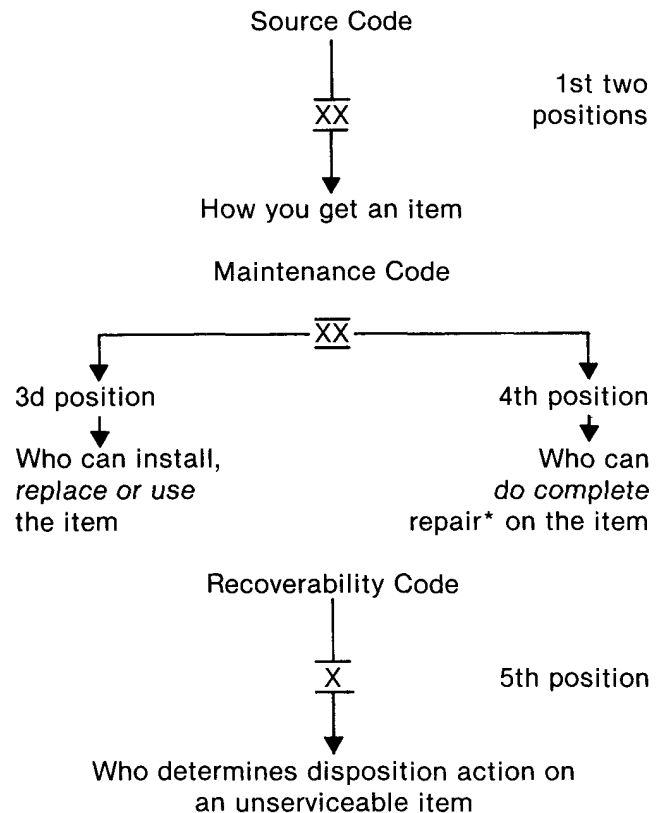 Source Code
1st two
positions
XX
How you get an item
Maintenance Code
XX
3d position
4th position
Who can install,
replace or use
the item
Who can
do complete
repair* on the item
Recoverability Code
X
5th position
Who determines disposition action on
an unserviceable item